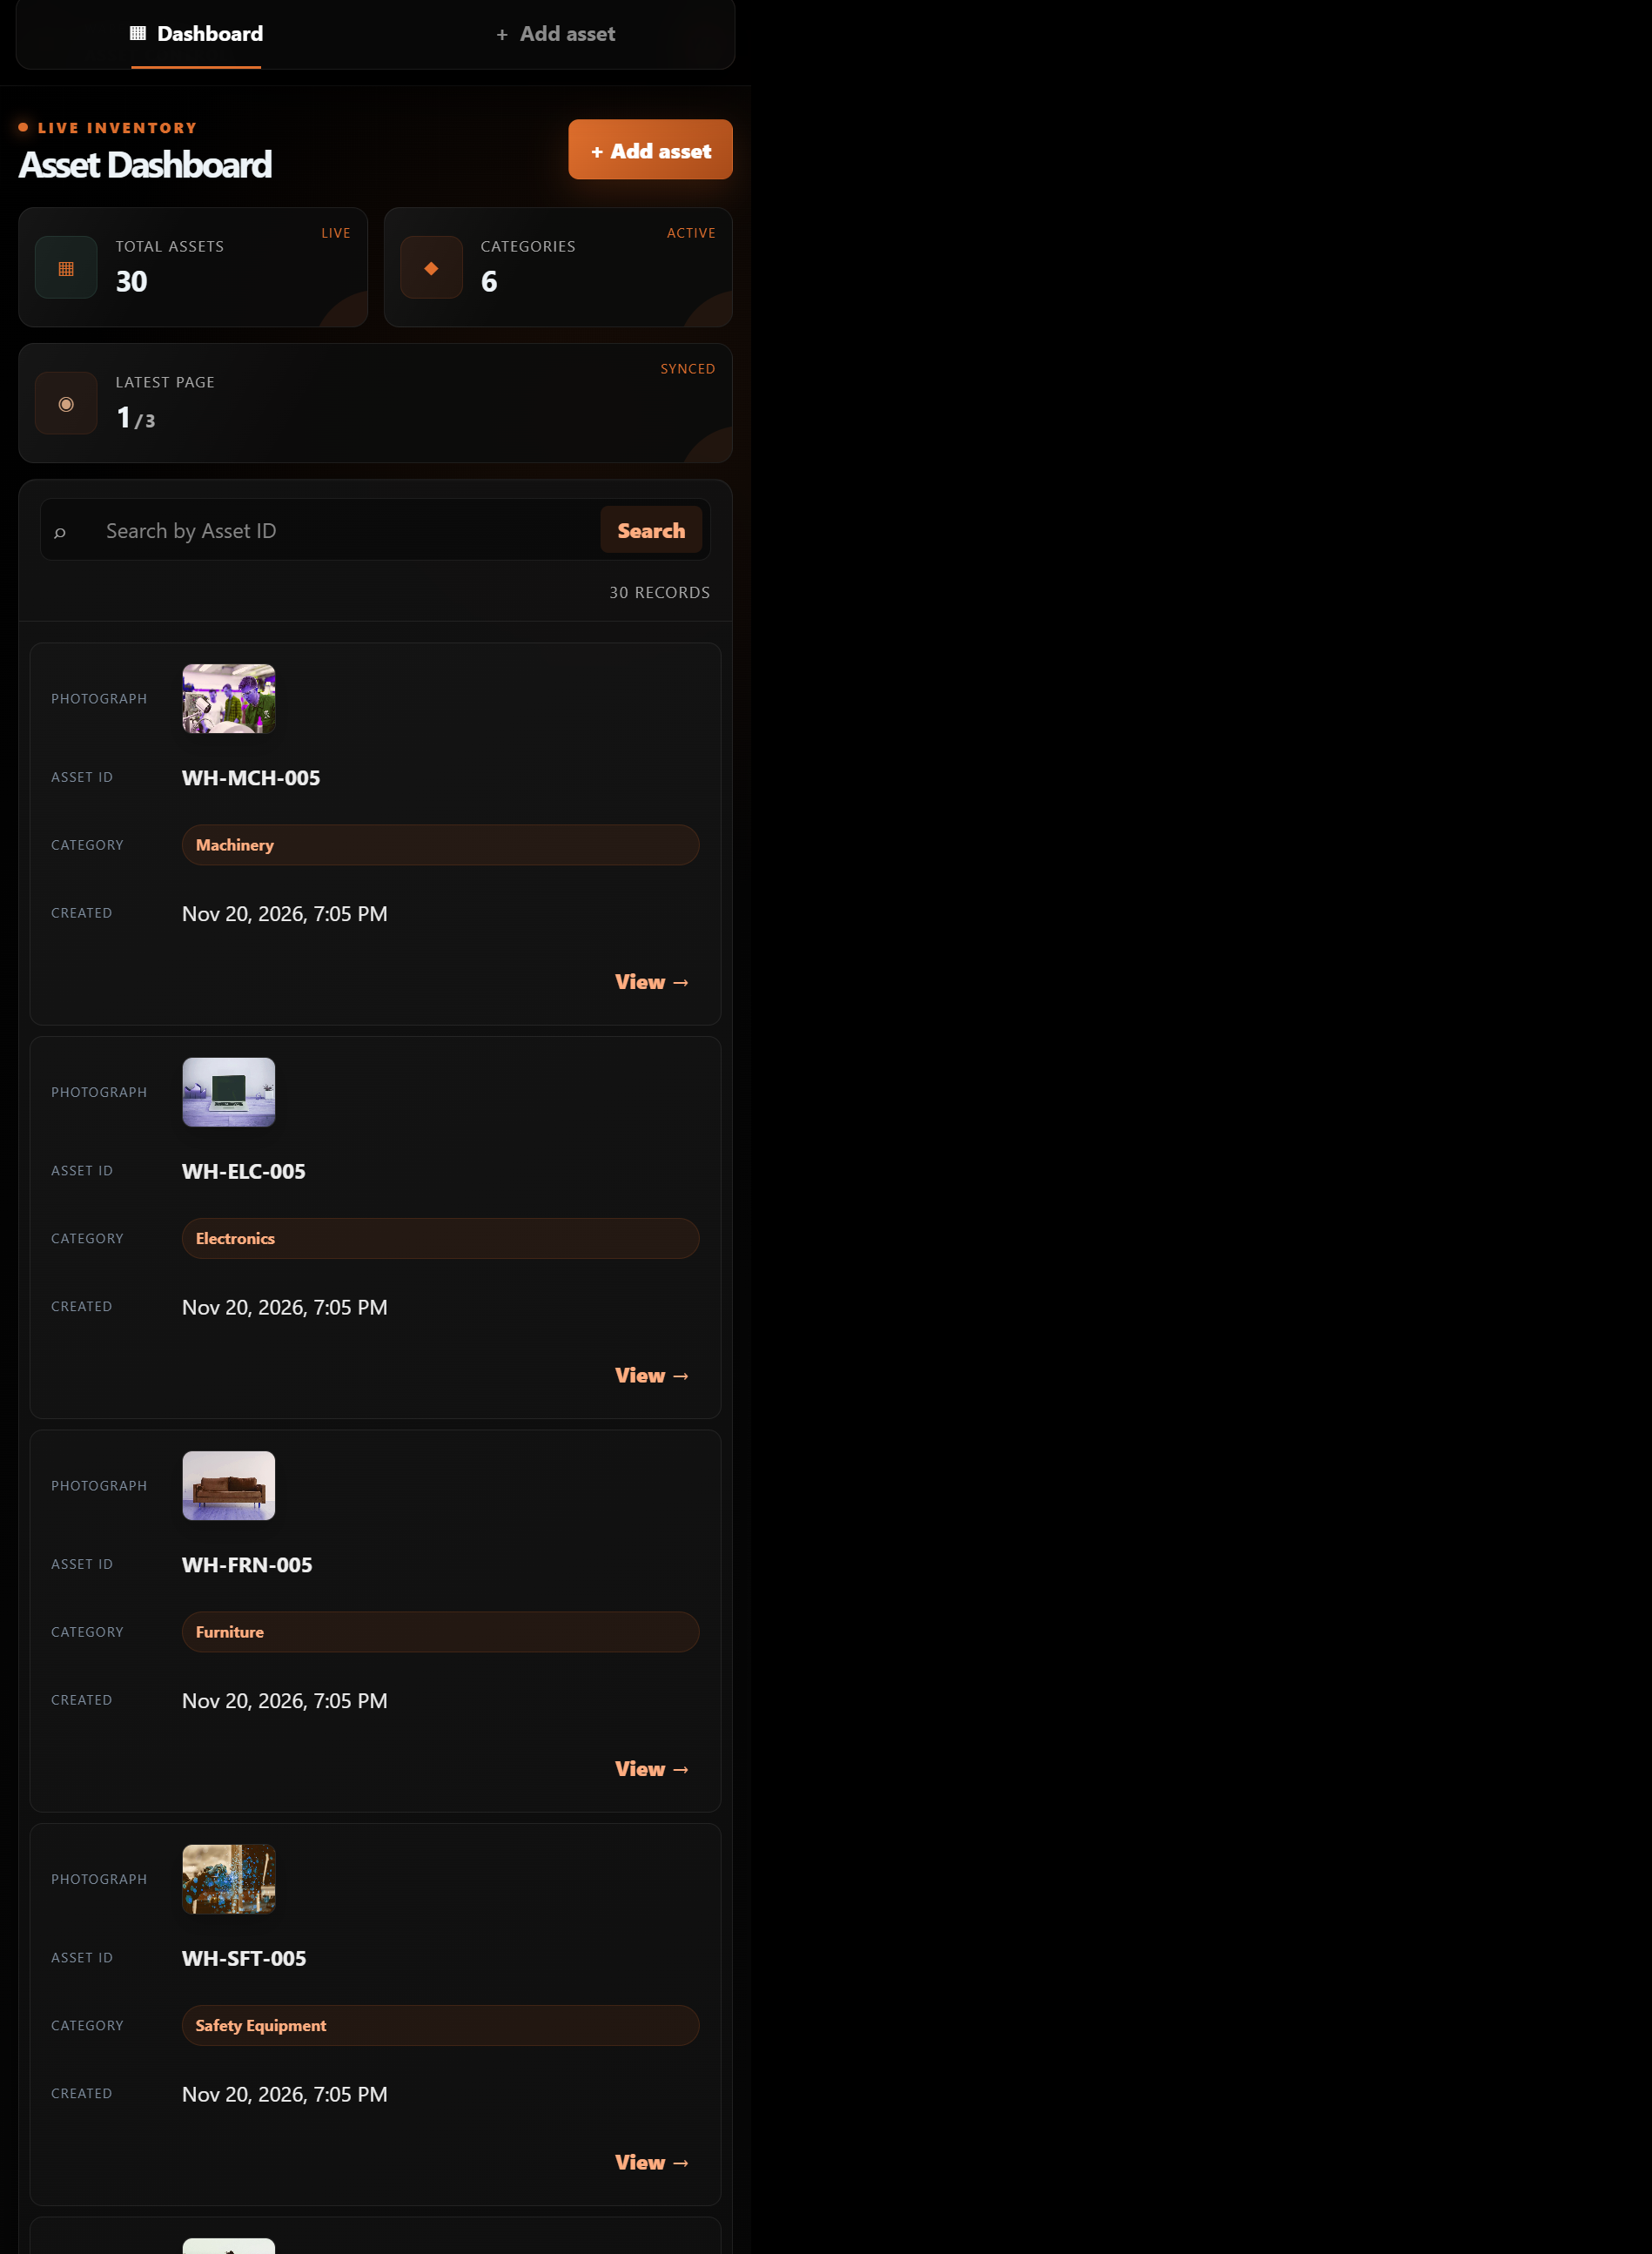 Dashboard
+ Add asset
LIVE INVENTORY
Asset Dashboard
+ Add asset
TOTAL ASSETS
30
LIVE
CATEGORIES
6
ACTIVE
LATEST PAGE
1/3
SYNCED
Search by Asset ID
Search
30 RECORDS
PHOTOGRAPH
ASSET ID WH-MCH-005
CATEGORY Machinery
CREATED Nov 20, 2026, 7:05 PM
View →
PHOTOGRAPH
ASSET ID WH-ELC-005
CATEGORY Electronics
CREATED Nov 20, 2026, 7:05 PM
View →
PHOTOGRAPH
ASSET ID WH-FRN-005
CATEGORY Furniture
CREATED Nov 20, 2026, 7:05 PM
View →
PHOTOGRAPH
ASSET ID WH-SFT-005
CATEGORY Safety Equipment
CREATED Nov 20, 2026, 7:05 PM
View →